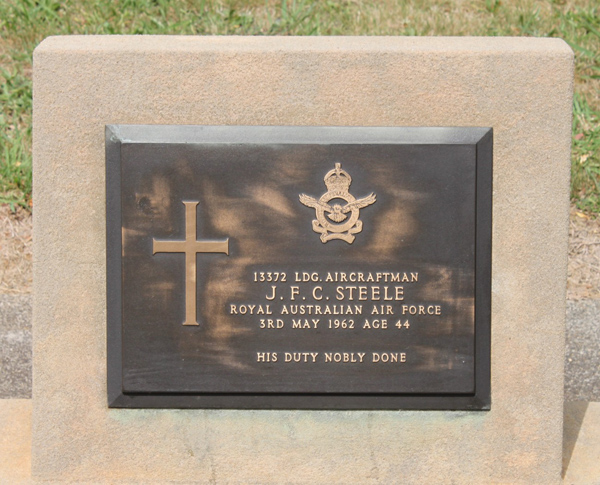 13372 LDG. AIRCRAFTMAN
J. F. C. STEELE
ROYAL AUSTRALIAN AIR FORCE
3RD MAY 1962 AGE 44
HIS DUTY NOBLY DONE